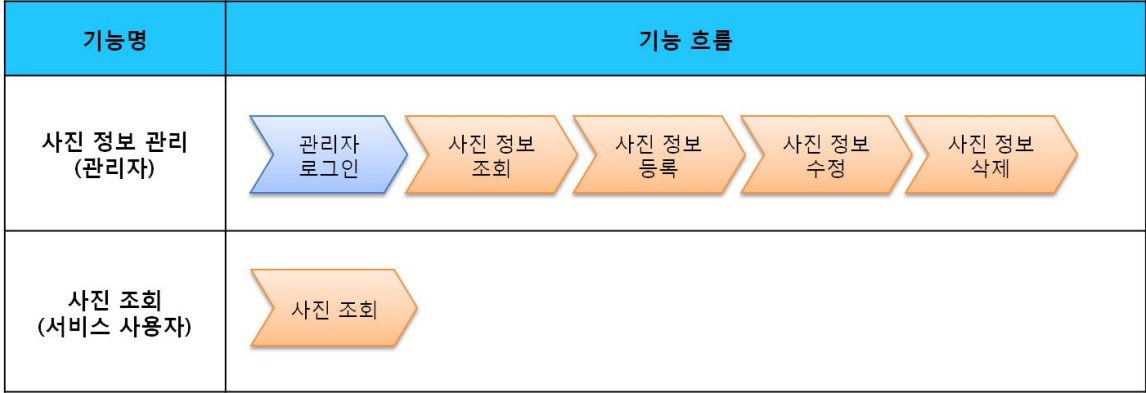 기능명
기능 흐름
사진 정보 관리
(관리자)
관리자
로그인
사진 정보
조회
사진 정보
등록
사진 정보
수정
사진 정보
삭제
사진 조회
(서비스 사용자)
사진 조회